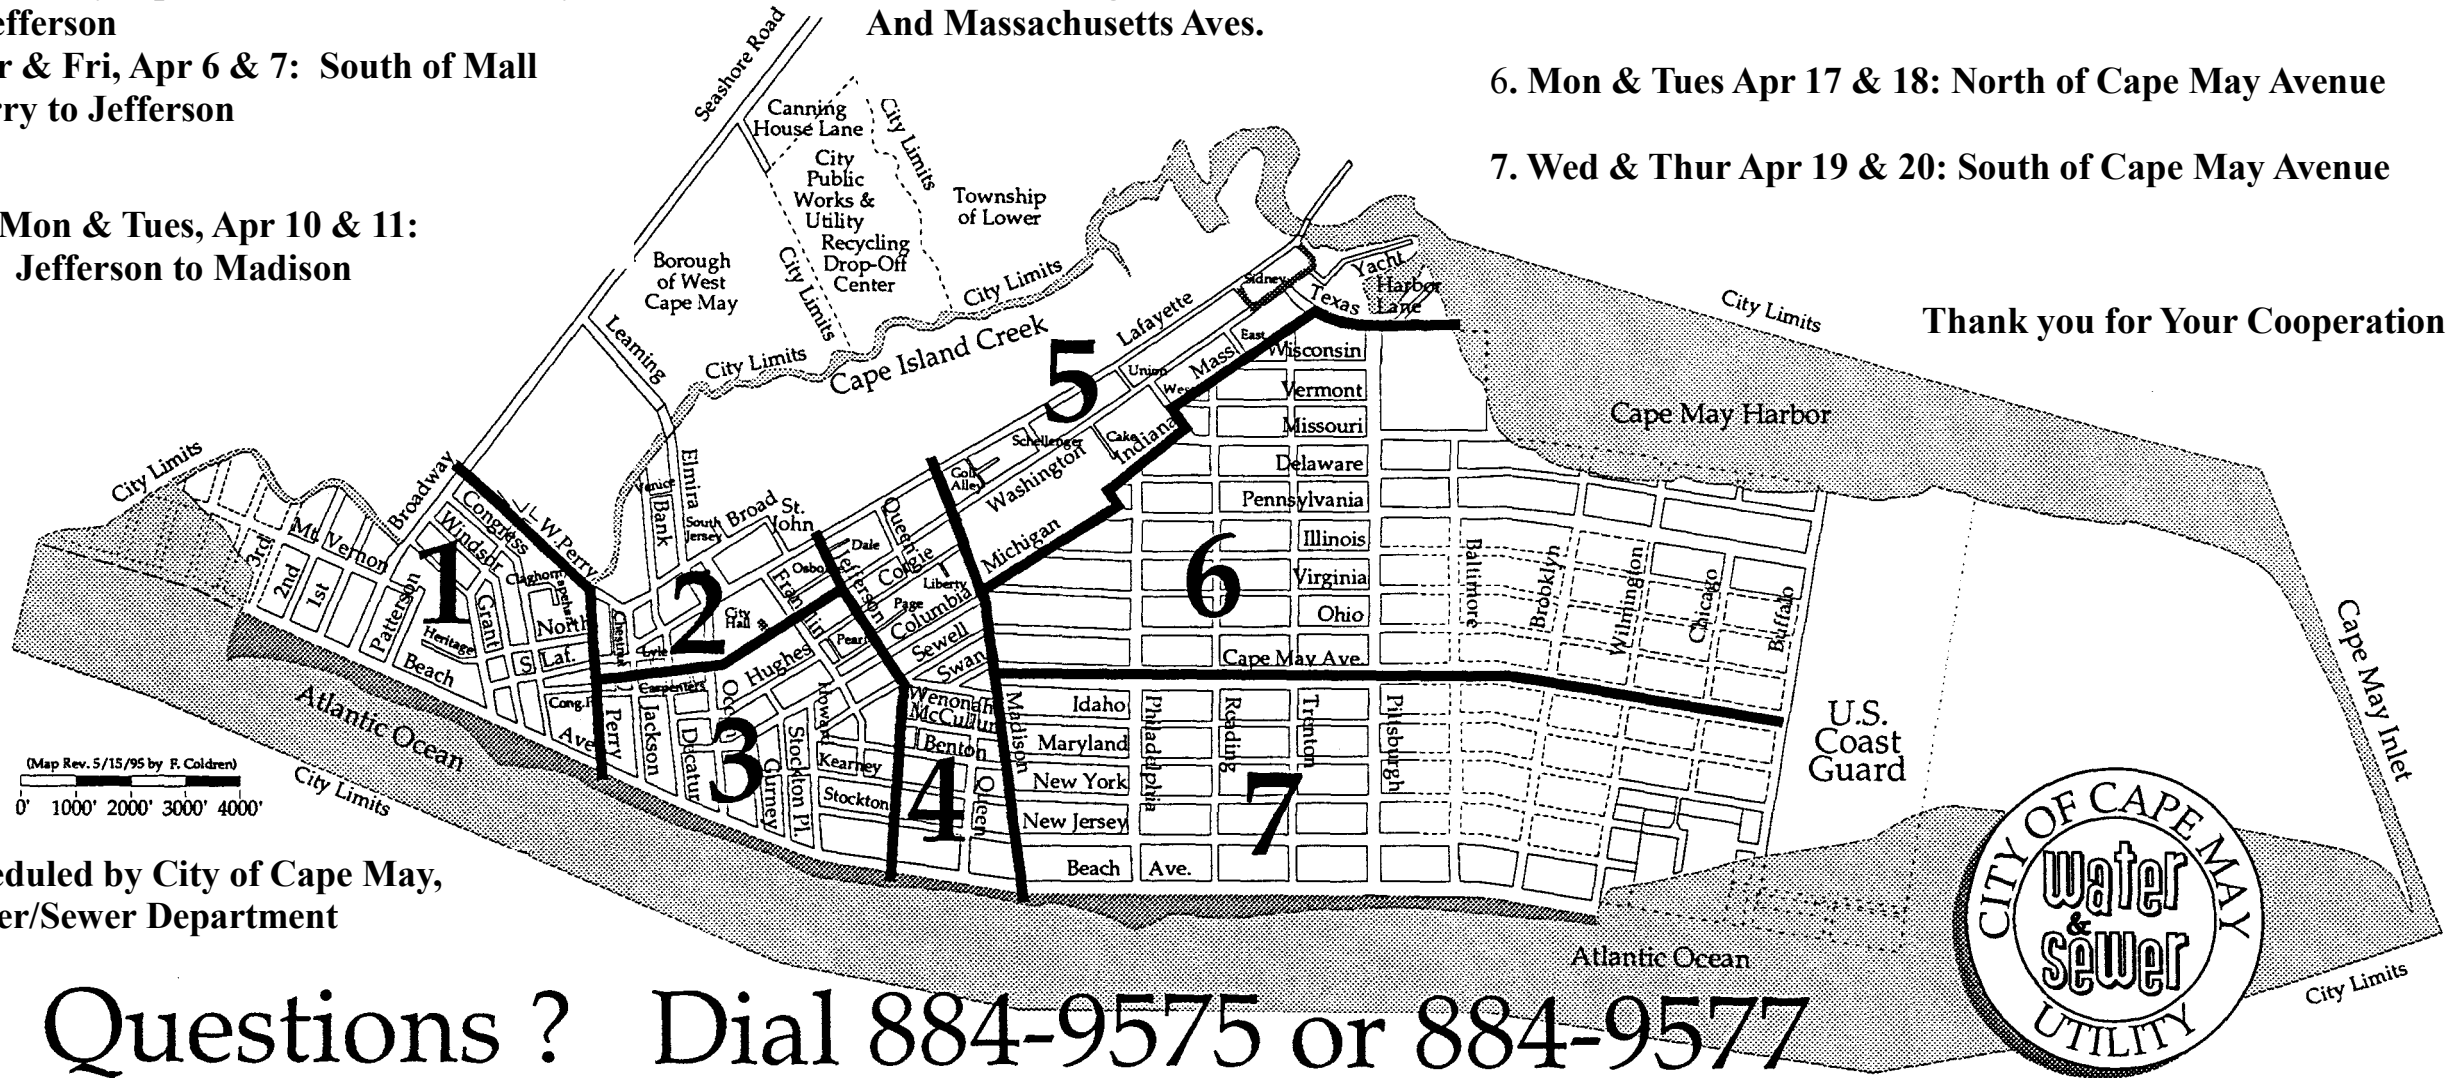 efferson
r & Fri, Apr 6 & 7: South of Mall
rry to Jefferson
Mon & Tues, Apr 10 & 11:
Jefferson to Madison
And Massachusetts Aves.
6. Mon & Tues Apr 17 & 18: North of Cape May Avenue
7. Wed & Thur Apr 19 & 20: South of Cape May Avenue
Thank you for Your Cooperation
Seashore Road
Canning
House Lane
City Limits
City
Public
Works &
Utility
Recycling
Drop-Off
Center
Township
of Lower
Borough
of West
Cape May
City Limits
City Limits
City Limits
Cape Island Creek
Leaming
Lafayette
Sidney
Yacht
Harbor
Lane
Texas
City Limits
Cape May Harbor
5
Union
Mass
East
West
Wisconsin
Vermont
Missouri
Delaware
Pennsylvania
Illinois
Virginia
Ohio
Cape May Ave.
Schellenger
Cake
Indiana
Washington
Golf
Alley
Michigan
City Limits
Broadway
Congress
Windsor
W. Perry
Mt. Vernon
3rd
2nd
1st
Patterson
1
Claghorn
Grant
Heritage
North
S. Laf.
Beach
Cong. Pl
Ave
Elmira
Venice
Bank
South
Jersey
Broad
St.
John
2
City
Hall
Chestnut
Lyle
Franklin
Osborn
Dale
Jefferson
Queen
Corgie
Liberty
Page
Columbia
Pearl
Sewell
Swan
Hughes
Carpenters
Ocean
Perry
Jackson
Decatur
3
Gurney
Stockton Pl.
Howard
Kearney
Stockton
Wenonah
McCullum
Benton
4
Queen
Madison
6
Baltimore
Brooklyn
Wilmington
Chicago
Buffalo
Idaho
Maryland
New York
New Jersey
Beach Ave.
Philadelphia
Reading
Trenton
Pittsburgh
7
U.S.
Coast
Guard
Cape May Inlet
Atlantic Ocean
City Limits
(Map Rev. 5/15/95 by F. Coldren)
0' 1000' 2000' 3000' 4000'
eduled by City of Cape May,
er/Sewer Department
Atlantic Ocean
City Limits
CITY OF CAPE MAY
water
&
sewer
UTILITY
Questions ? Dial 884-9575 or 884-9577